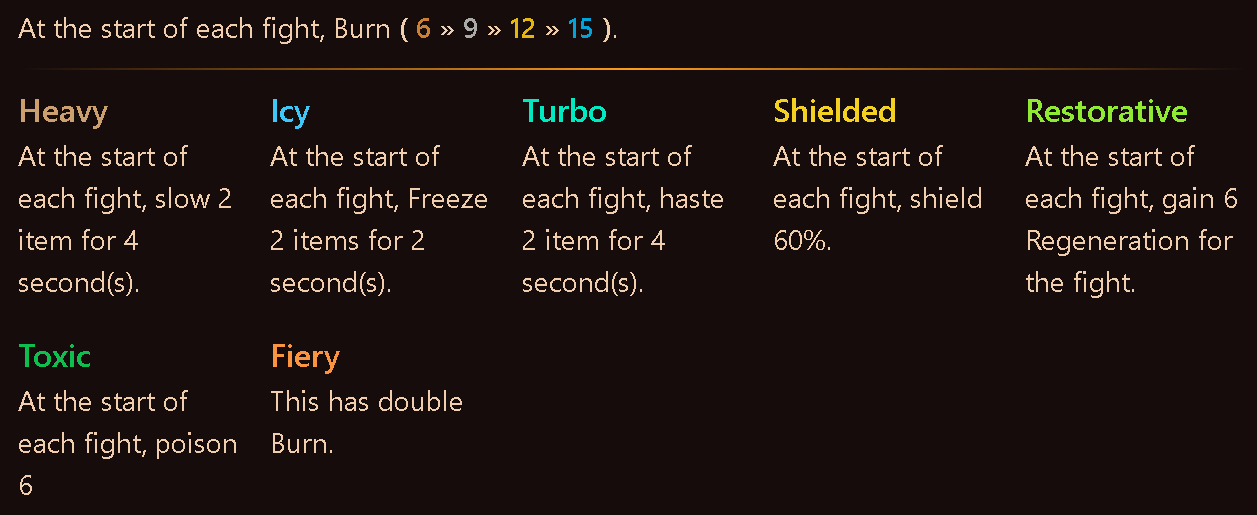 At the start of each fight, Burn ( 6 » 9 » 12 » 15 ).
Heavy
At the start of
each fight, slow 2
item for 4
second(s).
Icy
At the start of
each fight, Freeze
2 items for 2
second(s).
Turbo
At the start of
each fight, haste
2 item for 4
second(s).
Shielded
At the start of
each fight, shield
60%.
Restorative
At the start of
each fight, gain 6
Regeneration for
the fight.
Toxic
At the start of
each fight, poison
6
Fiery
This has double
Burn.